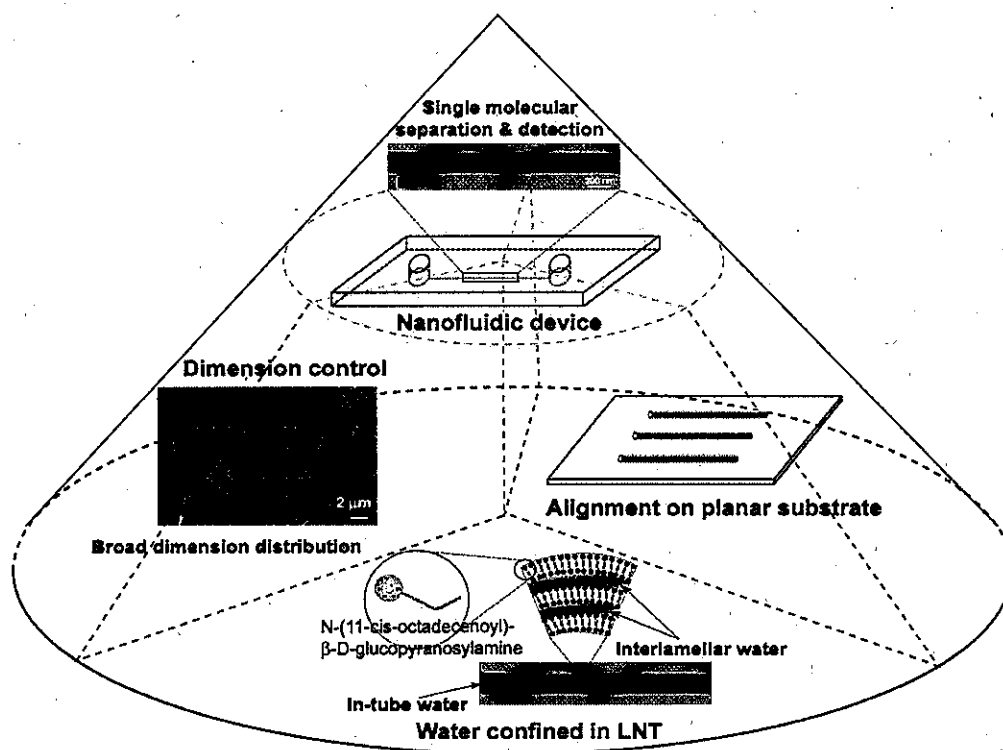 Single molecular
separation & detection
Nanofluidic device
Dimension control
2 μm
Broad dimension distribution
Alignment on planar substrate
N-(11-cis-octadecenoyl)-
β-D-glucopyranosylamine
Interlamellar water
In-tube water
Water confined in LNT